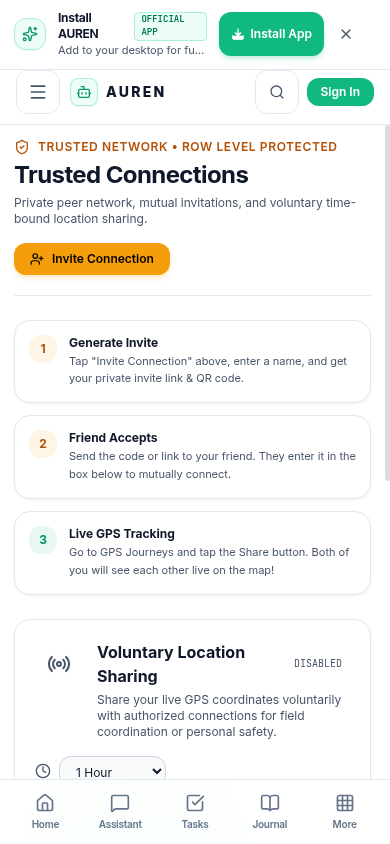 Install
AUREN
OFFICIAL
APP
Add to your desktop for fu...
Install App
AUREN
Sign In
TRUSTED NETWORK • ROW LEVEL PROTECTED
Trusted Connections
Private peer network, mutual invitations, and voluntary time-
bound location sharing.
Invite Connection
1
Generate Invite
Tap "Invite Connection" above, enter a name, and get
your private invite link & QR code.
2
Friend Accepts
Send the code or link to your friend. They enter it in the
box below to mutually connect.
3
Live GPS Tracking
Go to GPS Journeys and tap the Share button. Both of
you will see each other live on the map!
Voluntary Location
Sharing
DISABLED
Share your live GPS coordinates voluntarily
with authorized connections for field
coordination or personal safety.
1 Hour
Home
Assistant
Tasks
Journal
More